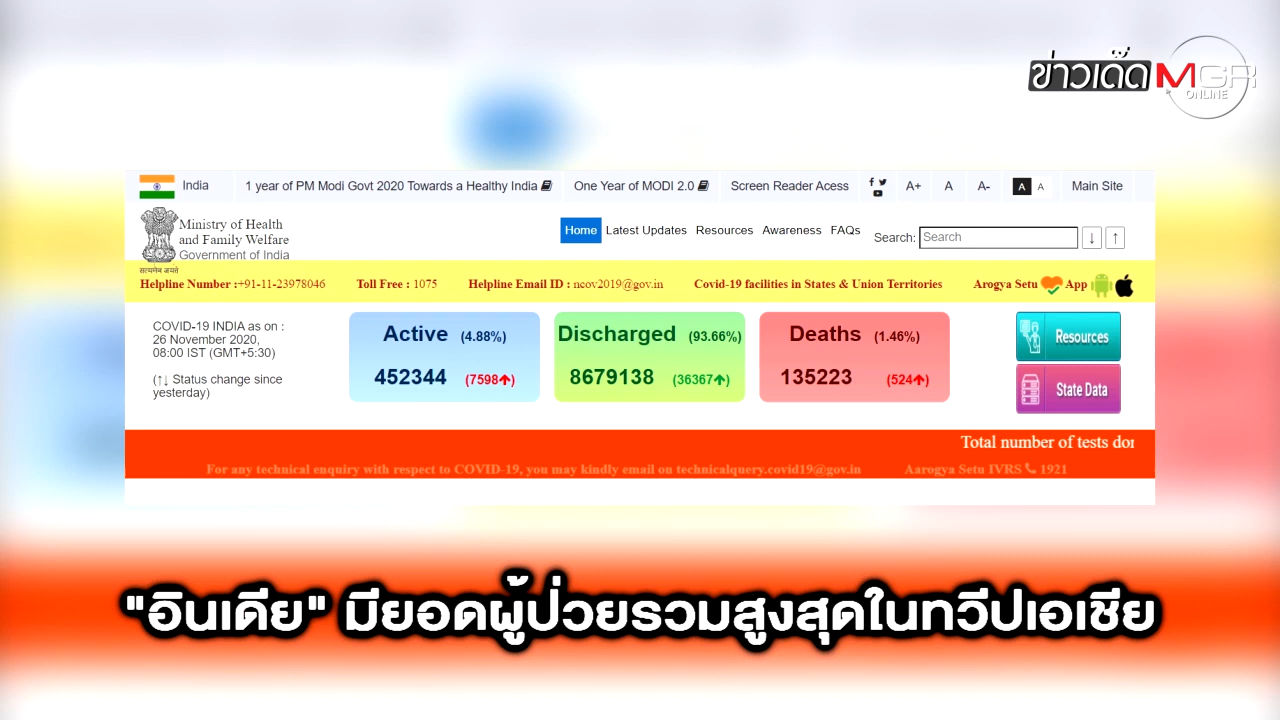 ข่าวเด็ด MGR
ONLINE
India 1 year of PM Modi Govt 2020 Towards a Healthy India One Year of MODI 2.0 Screen Reader Acess A+ A A- A A Main Site
Ministry of Health
and Family Welfare
Government of India
सत्यमेव जयते
Home Latest Updates Resources Awareness FAQs Search: Search ↓ ↑
Helpline Number :+91-11-23978046 Toll Free : 1075 Helpline Email ID : ncov2019@gov.in Covid-19 facilities in States & Union Territories Arogya Setu App
COVID-19 INDIA as on :
26 November 2020,
08:00 IST (GMT+5:30)
(↑↓ Status change since
yesterday)
Active (4.88%)
452344 (7598↑)
Discharged (93.66%)
8679138 (36367↑)
Deaths (1.46%)
135223 (524↑)
Resources
State Data
Total number of tests dor
For any technical enquiry with respect to COVID-19, you may kindly email on technicalquery.covid19@gov.in Aarogya Setu IVRS 1921
"อินเดีย" มียอดผู้ป่วยรวมสูงสุดในทวีปเอเชีย